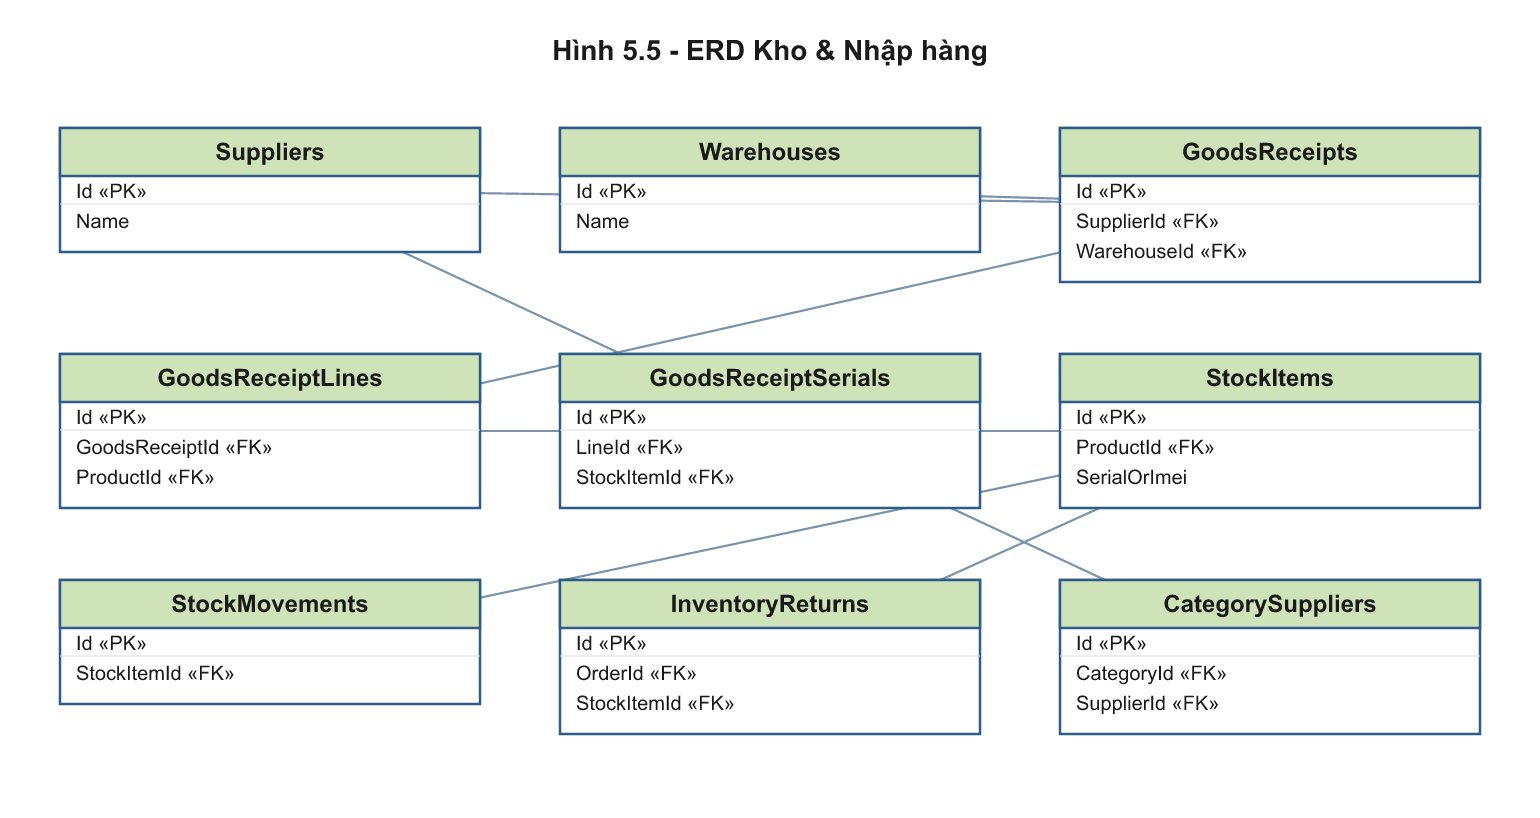 Hình 5.5 - ERD Kho & Nhập hàng
Suppliers
Id «PK»
Name
Warehouses
Id «PK»
Name
GoodsReceipts
Id «PK»
SupplierId «FK»
WarehouseId «FK»
GoodsReceiptLines
Id «PK»
GoodsReceiptId «FK»
ProductId «FK»
GoodsReceiptSerials
Id «PK»
LineId «FK»
StockItemId «FK»
StockItems
Id «PK»
ProductId «FK»
SerialOrImei
StockMovements
Id «PK»
StockItemId «FK»
InventoryReturns
Id «PK»
OrderId «FK»
StockItemId «FK»
CategorySuppliers
Id «PK»
CategoryId «FK»
SupplierId «FK»